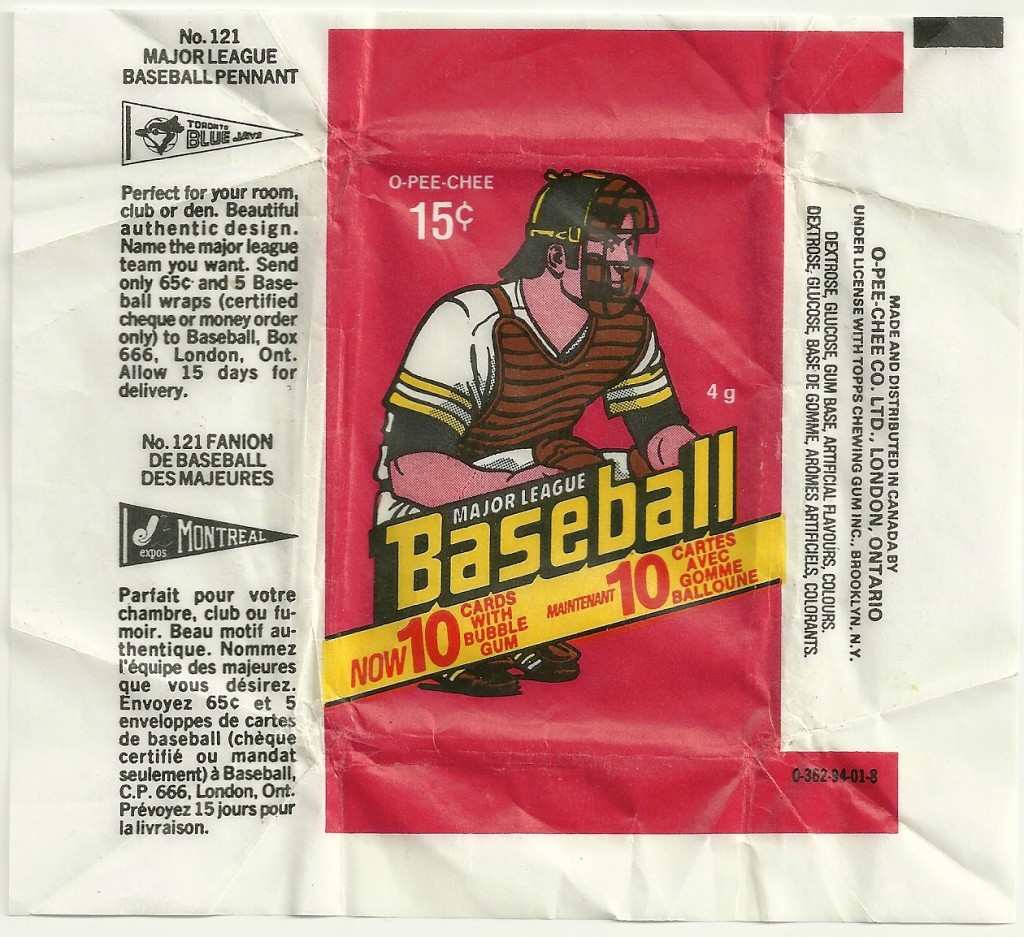 No. 121
MAJOR LEAGUE
BASEBALL PENNANT
TORONTO
BLUE JAYS
Perfect for your room,
club or den. Beautiful
authentic design.
Name the major league
team you want. Send
only 65¢ and 5 Base-
ball wraps (certified
cheque or money order
only) to Baseball, Box
666, London, Ont.
Allow 15 days for
delivery.
No. 121 FANION
DE BASEBALL
DES MAJEURES
expos
MONTREAL
Parfait pour votre
chambre, club ou fu-
moir. Beau motif au-
thentique. Nommez
l'équipe des majeures
que vous désirez.
Envoyez 65¢ et 5
enveloppes de cartes
de baseball (chèque
certifié ou mandat
seulement) à Baseball,
C.P. 666, London, Ont.
Prévoyez 15 jours pour
la livraison.
O-PEE-CHEE
15¢
4 g
MAJOR LEAGUE
Baseball
NOW 10 CARDS
WITH
BUBBLE
GUM
MAINTENANT 10 CARTES
AVEC
GOMME
BALLOUNE
MADE AND DISTRIBUTED IN CANADA BY
O-PEE-CHEE CO. LTD., LONDON, ONTARIO
UNDER LICENSE WITH TOPPS CHEWING GUM INC., BROOKLYN, N.Y.
DEXTROSE, GLUCOSE, GUM BASE, ARTIFICIAL FLAVOURS, COLOURS.
DEXTROSE, GLUCOSE, BASE DE GOMME, ARÔMES ARTIFICIELS, COLORANTS.
0-362-94-01-8